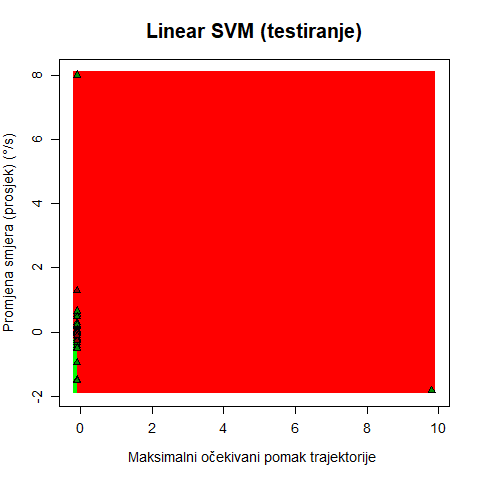 Linear SVM (testiranje)
Promjena smjera (prosjek) (°/s)
8
6
4
2
0
-2
0 2 4 6 8 10
Maksimalni očekivani pomak trajektorije